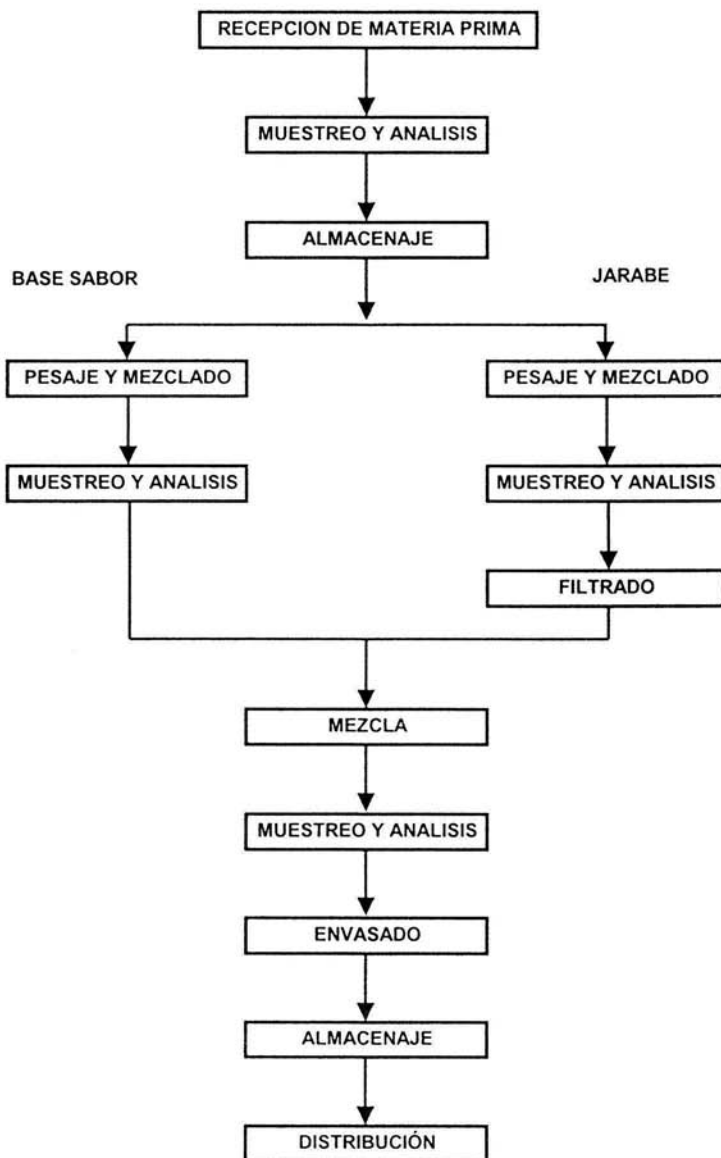 RECEPCION DE MATERIA PRIMA
MUESTREO Y ANALISIS
ALMACENAJE
BASE SABOR
JARABE
PESAJE Y MEZCLADO
PESAJE Y MEZCLADO
MUESTREO Y ANALISIS
MUESTREO Y ANALISIS
FILTRADO
MEZCLA
MUESTREO Y ANALISIS
ENVASADO
ALMACENAJE
DISTRIBUCIÓN